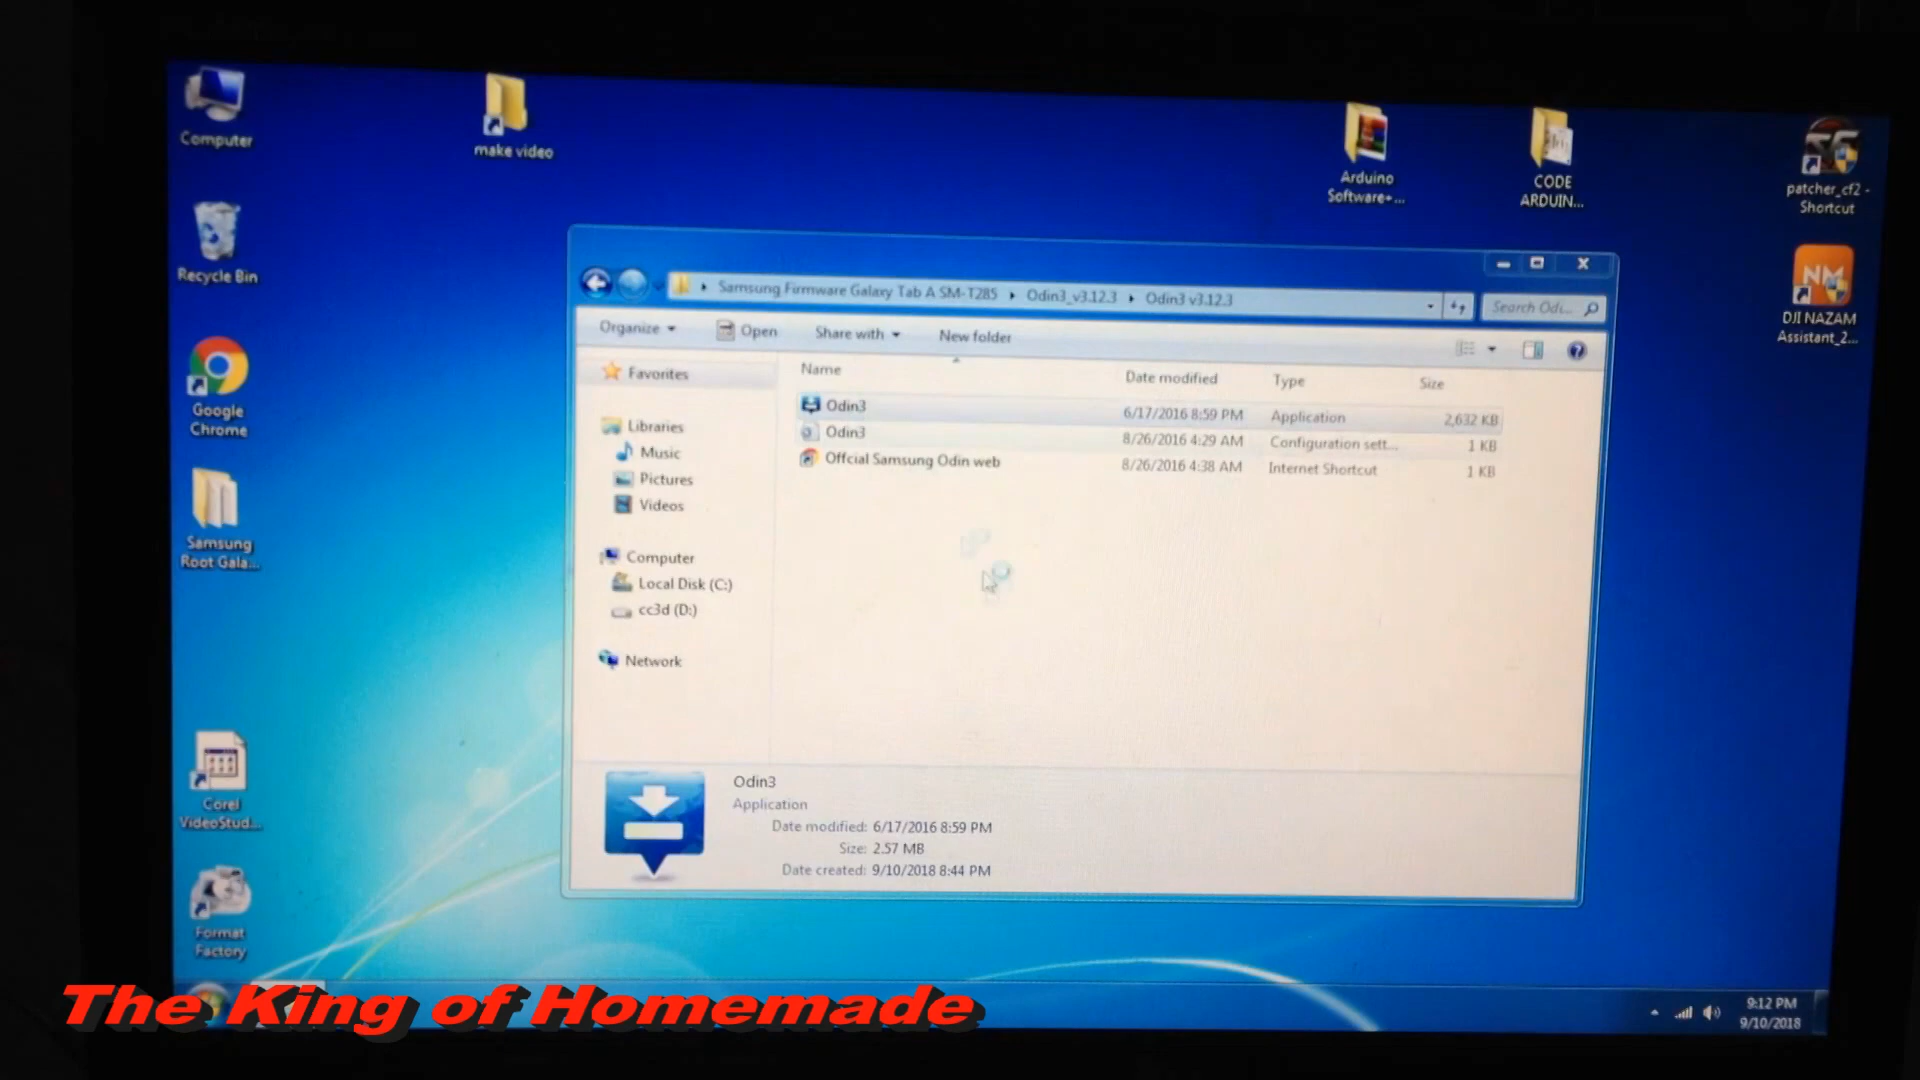 Computer
make video
Arduino
Software+...
CODE
ARDUIN...
patcher_cf2 -
Shortcut
Recycle Bin
NM
DJI NAZAM
Assistant_2...
Samsung Firmware Galaxy Tab A SM-T285
Odin3_v3.12.3
Odin3 v3.12.3
Search Odi...
Organize
Open
Share with
New folder
Google
Chrome
Favorites
Libraries
Music
Pictures
Videos
Computer
Local Disk (C:)
cc3d (D:)
Network
Name Date modified Type Size
Odin3 6/17/2016 8:59 PM Application 2,632 KB
Odin3 8/26/2016 4:29 AM Configuration sett... 1 KB
Offcial Samsung Odin web 8/26/2016 4:38 AM Internet Shortcut 1 KB
Samsung
Root Gala...
Corel
VideoStud...
Format
Factory
Odin3
Application
Date modified: 6/17/2016 8:59 PM
Size: 2.57 MB
Date created: 9/10/2018 8:44 PM
The King of Homemade
9:12 PM
9/10/2018